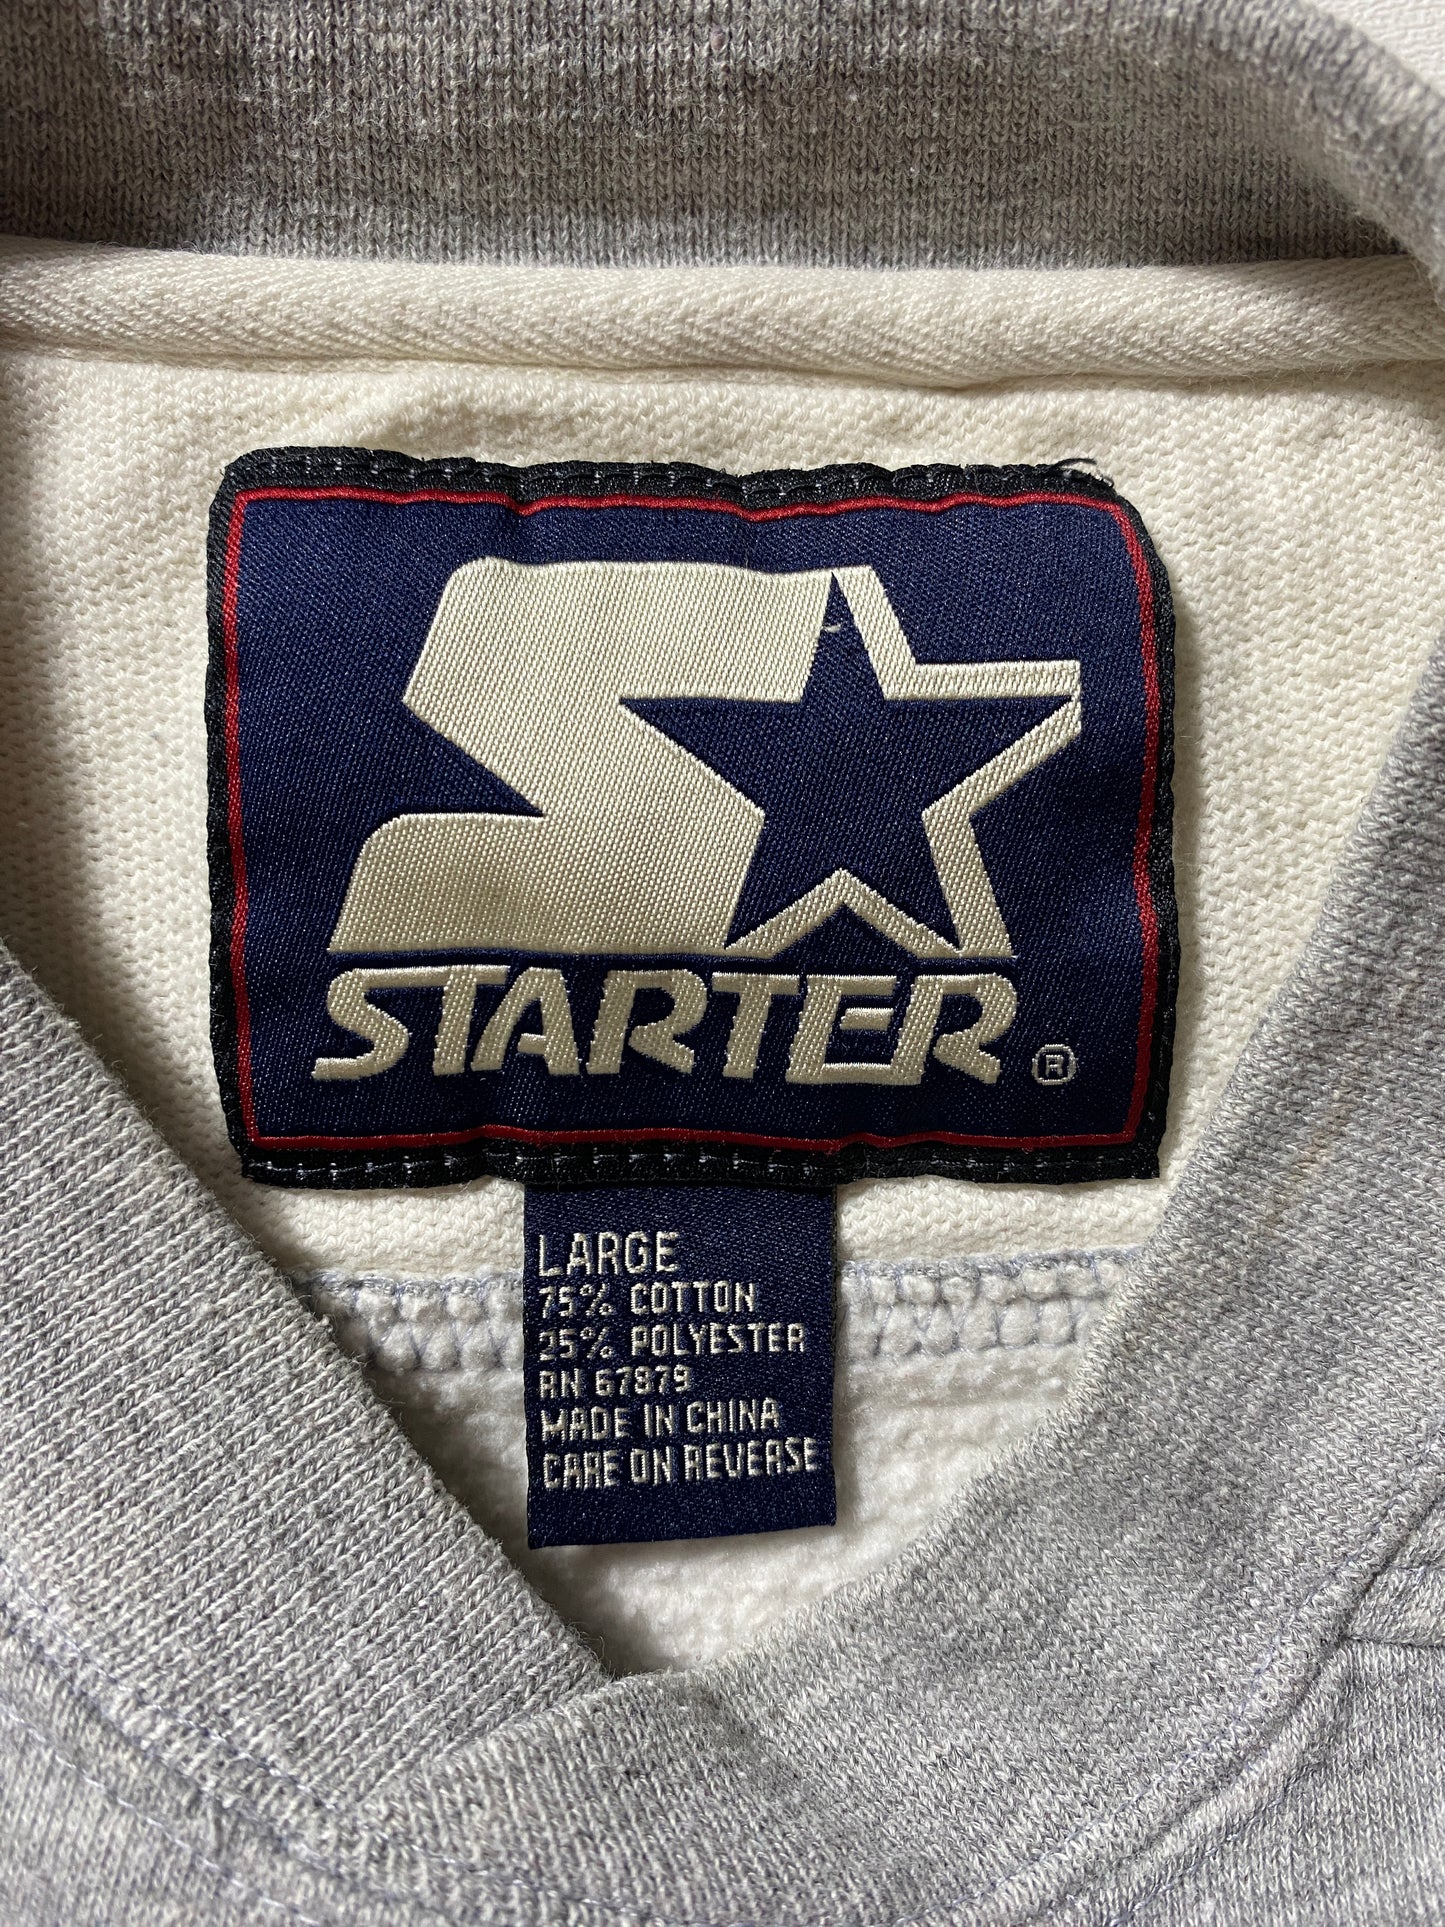 STARTER ®
LARGE
75% COTTON
25% POLYESTER
RN 67879
MADE IN CHINA
CARE ON REVERSE